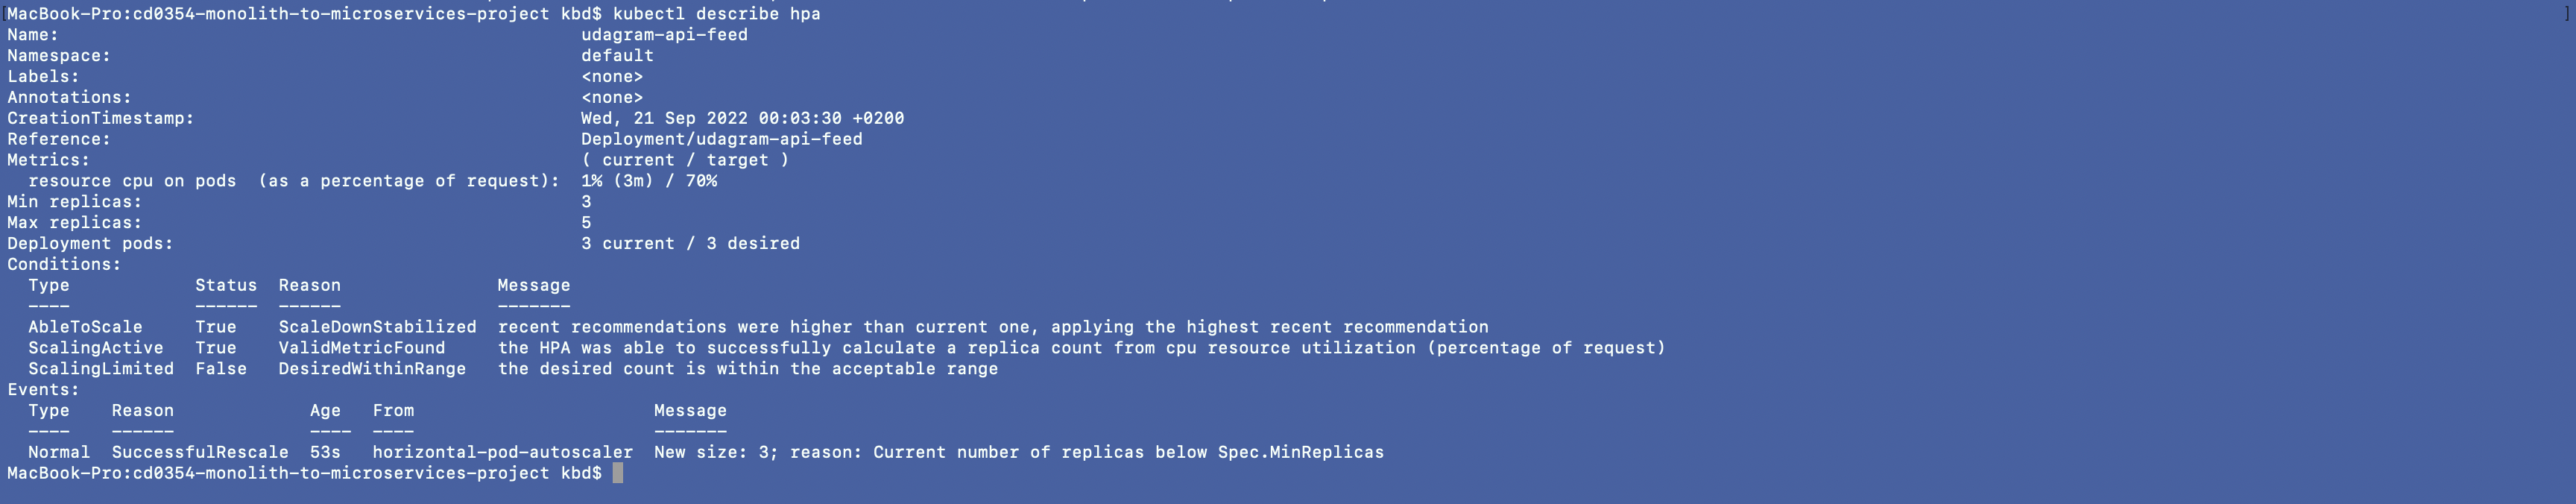 [MacBook-Pro:cd0354-monolith-to-microservices-project kbd$ kubectl describe hpa ]
Name: udagram-api-feed
Namespace: default
Labels: <none>
Annotations: <none>
CreationTimestamp: Wed, 21 Sep 2022 00:03:30 +0200
Reference: Deployment/udagram-api-feed
Metrics: ( current / target )
  resource cpu on pods  (as a percentage of request):  1% (3m) / 70%
Min replicas: 3
Max replicas: 5
Deployment pods: 3 current / 3 desired
Conditions:
  Type            Status  Reason               Message
  ----            ------  ------               -------
  AbleToScale     True    ScaleDownStabilized  recent recommendations were higher than current one, applying the highest recent recommendation
  ScalingActive   True    ValidMetricFound     the HPA was able to successfully calculate a replica count from cpu resource utilization (percentage of request)
  ScalingLimited  False   DesiredWithinRange   the desired count is within the acceptable range
Events:
  Type    Reason             Age   From                       Message
  ----    ------             ----  ----                       -------
  Normal  SuccessfulRescale  53s   horizontal-pod-autoscaler  New size: 3; reason: Current number of replicas below Spec.MinReplicas
MacBook-Pro:cd0354-monolith-to-microservices-project kbd$